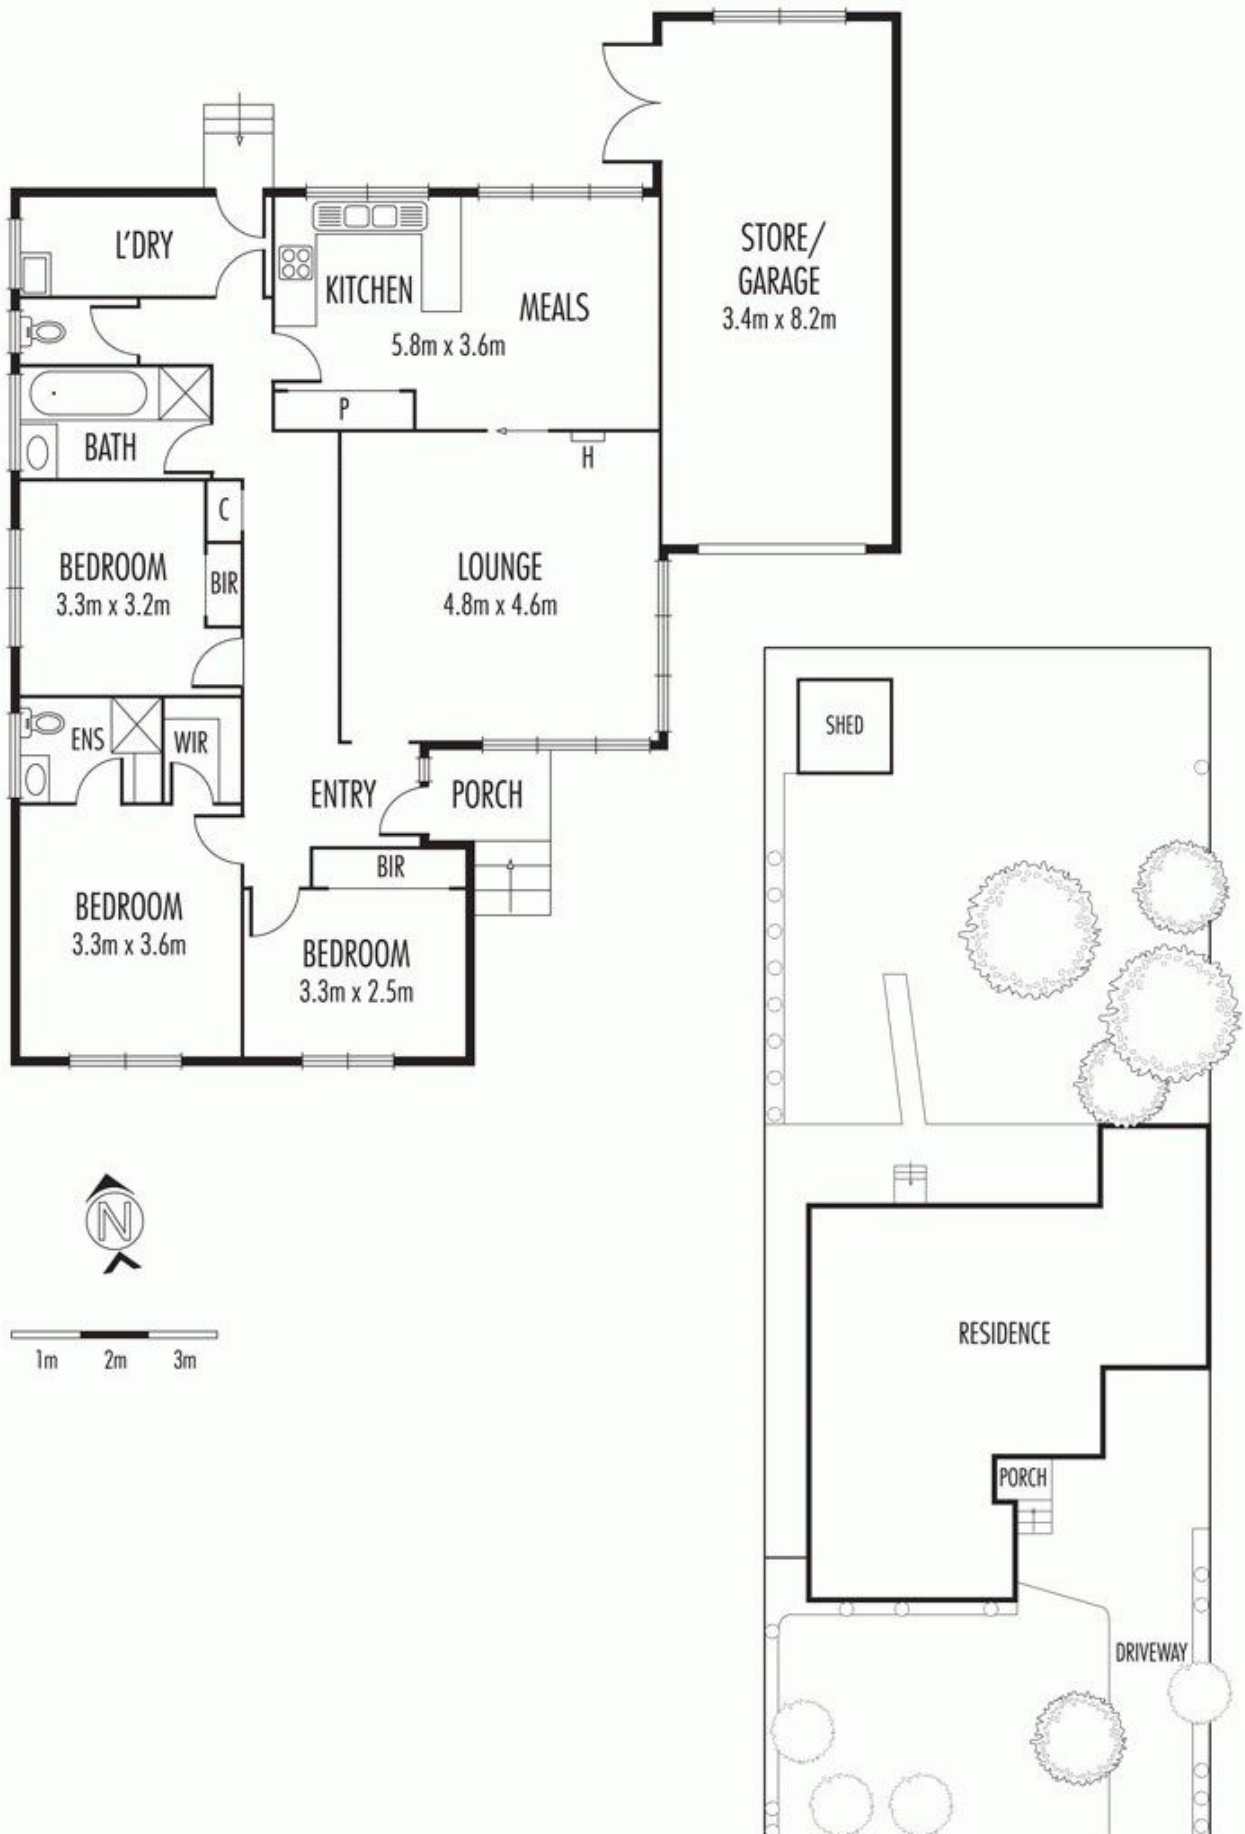 STORE/
GARAGE
3.4m x 8.2m
L'DRY
KITCHEN
MEALS
5.8m x 3.6m
P
H
BATH
C
BEDROOM
3.3m x 3.2m
BIR
LOUNGE
4.8m x 4.6m
ENS
WIR
ENTRY
PORCH
BIR
BEDROOM
3.3m x 3.6m
BEDROOM
3.3m x 2.5m
N
1m 2m 3m
SHED
RESIDENCE
PORCH
DRIVEWAY